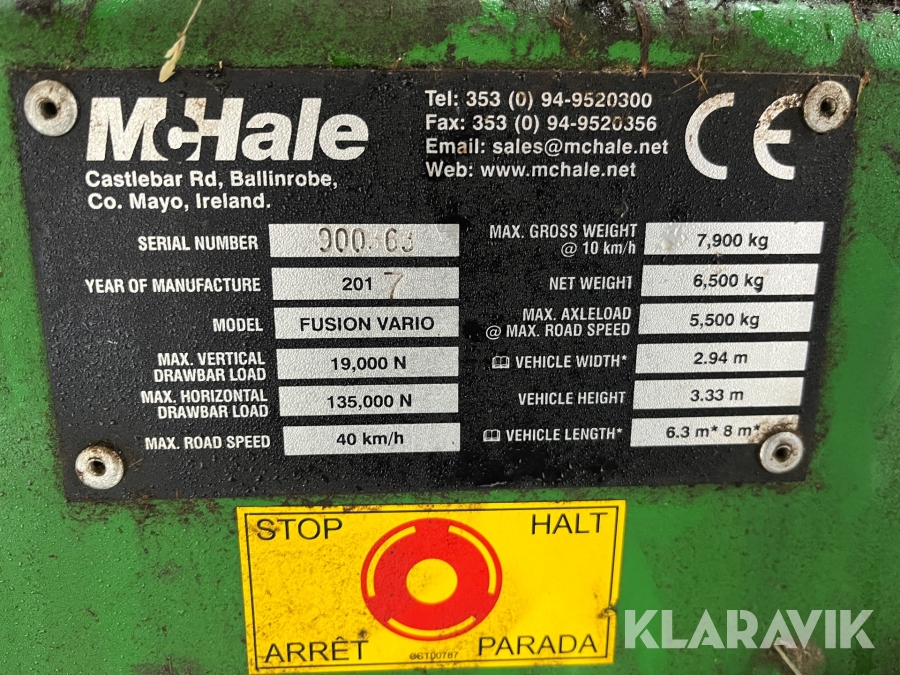 McHale
Castlebar Rd, Ballinrobe,
Co. Mayo, Ireland.
Tel: 353 (0) 94-9520300
Fax: 353 (0) 94-9520356
Email: sales@mchale.net
Web: www.mchale.net
CE
SERIAL NUMBER
YEAR OF MANUFACTURE 2017
MODEL FUSION VARIO
MAX. VERTICAL
DRAWBAR LOAD 19,000 N
MAX. HORIZONTAL
DRAWBAR LOAD 135,000 N
MAX. ROAD SPEED 40 km/h
MAX. GROSS WEIGHT
@ 10 km/h 7,900 kg
NET WEIGHT 6,500 kg
MAX. AXLELOAD
@ MAX. ROAD SPEED 5,500 kg
VEHICLE WIDTH* 2.94 m
VEHICLE HEIGHT 3.33 m
VEHICLE LENGTH* 6.3 m* 8 m*
STOP HALT
ARRÊT PARADA
KLARAVIK